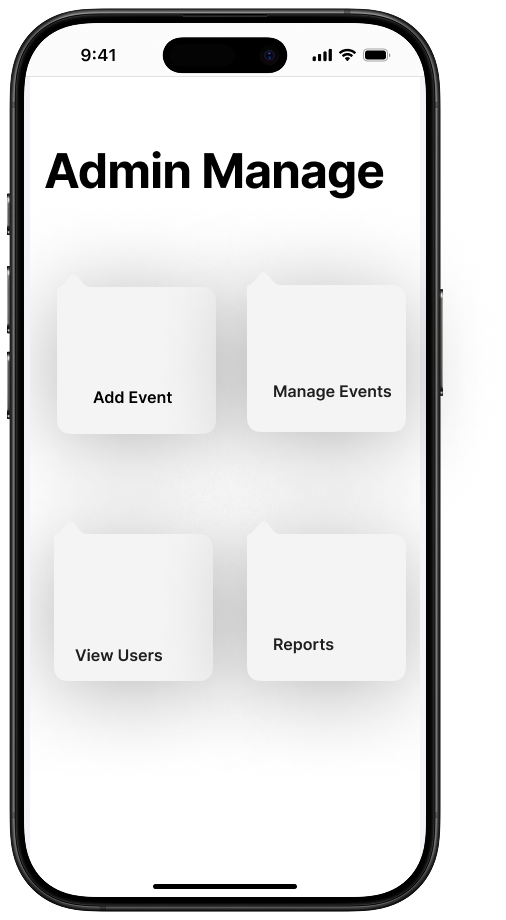 9:41
Admin Manage
Add Event
Manage Events
View Users
Reports